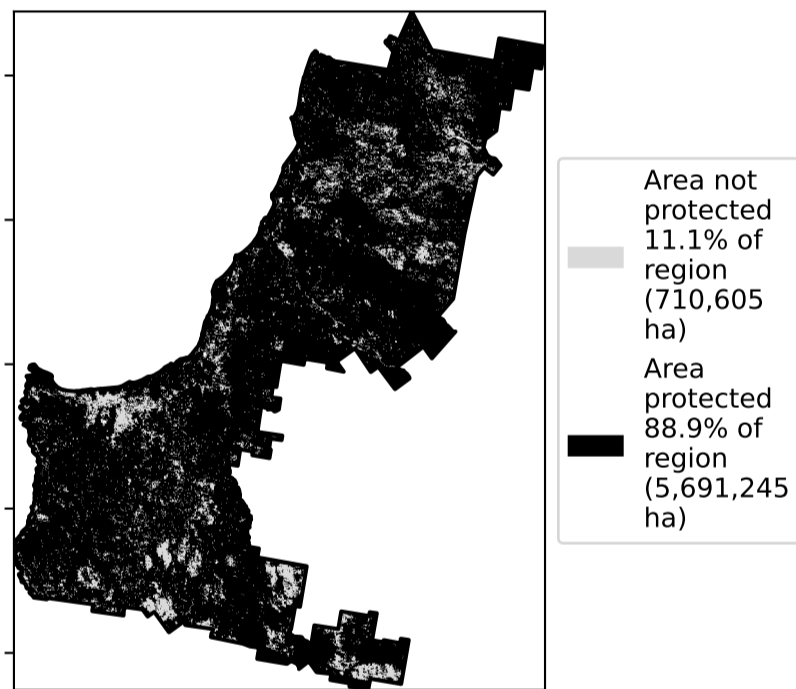 Area not
protected
11.1% of
region
(710,605
ha)
Area
protected
88.9% of
region
(5,691,245
ha)